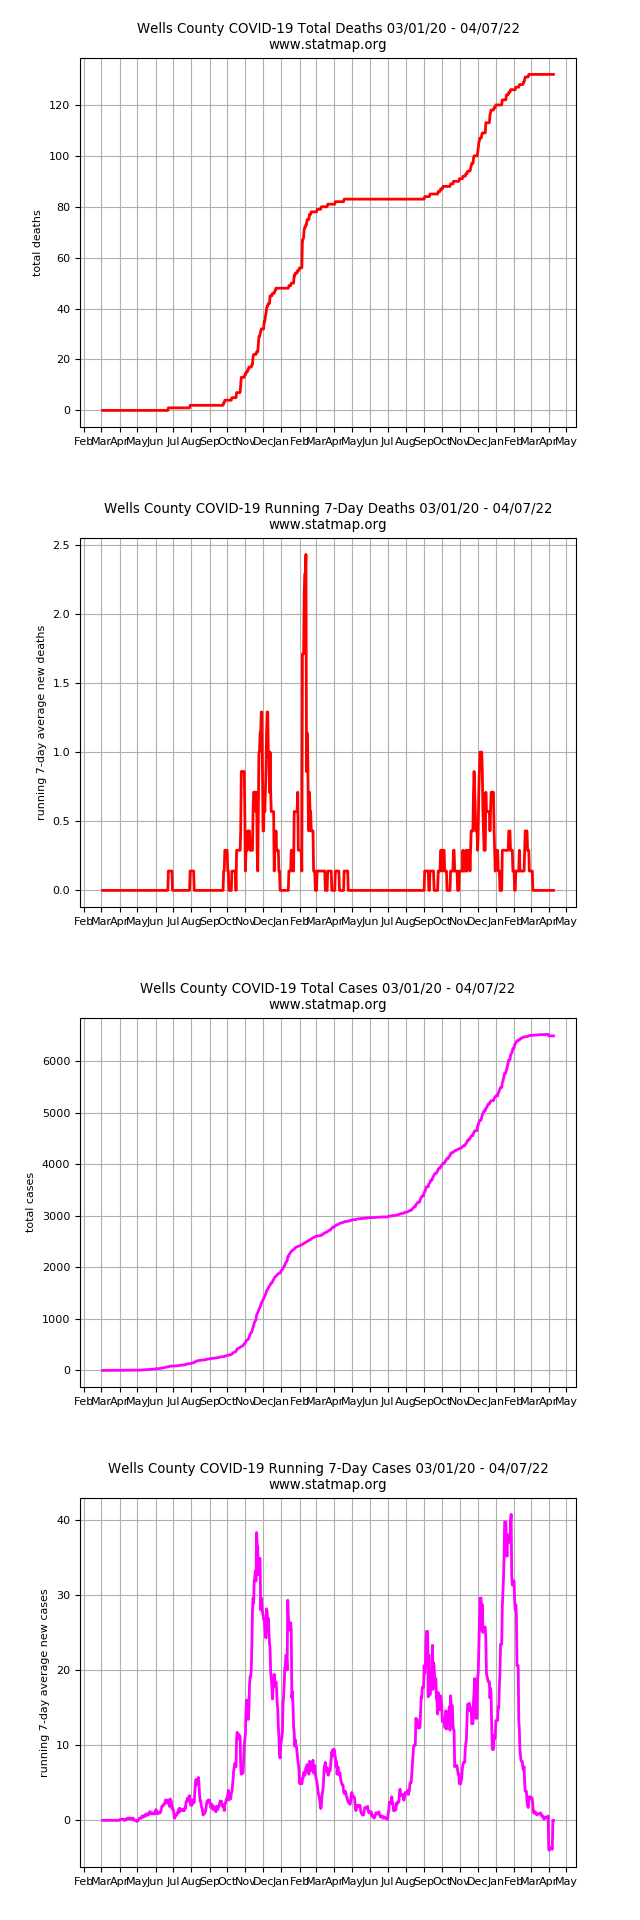 Wells County COVID-19 Total Deaths 03/01/20 - 04/07/22
www.statmap.org
total deaths
120
100
80
60
40
20
0
Feb Mar Apr May Jun Jul Aug Sep Oct Nov Dec Jan Feb Mar Apr May Jun Jul Aug Sep Oct Nov Dec Jan Feb Mar Apr May
Wells County COVID-19 Running 7-Day Deaths 03/01/20 - 04/07/22
www.statmap.org
running 7-day average new deaths
2.5
2.0
1.5
1.0
0.5
0.0
Feb Mar Apr May Jun Jul Aug Sep Oct Nov Dec Jan Feb Mar Apr May Jun Jul Aug Sep Oct Nov Dec Jan Feb Mar Apr May
Wells County COVID-19 Total Cases 03/01/20 - 04/07/22
www.statmap.org
total cases
6000
5000
4000
3000
2000
1000
0
Feb Mar Apr May Jun Jul Aug Sep Oct Nov Dec Jan Feb Mar Apr May Jun Jul Aug Sep Oct Nov Dec Jan Feb Mar Apr May
Wells County COVID-19 Running 7-Day Cases 03/01/20 - 04/07/22
www.statmap.org
running 7-day average new cases
40
30
20
10
0
Feb Mar Apr May Jun Jul Aug Sep Oct Nov Dec Jan Feb Mar Apr May Jun Jul Aug Sep Oct Nov Dec Jan Feb Mar Apr May